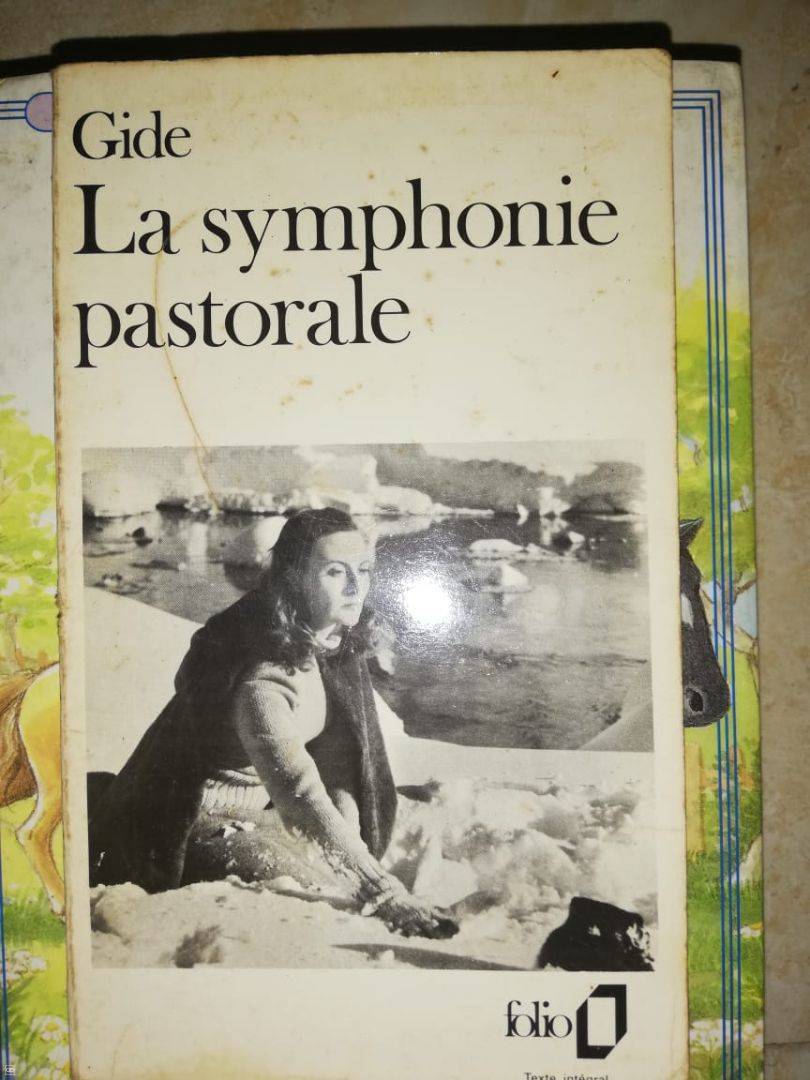 Gide
La symphonie
pastorale
folio
Texte intégral